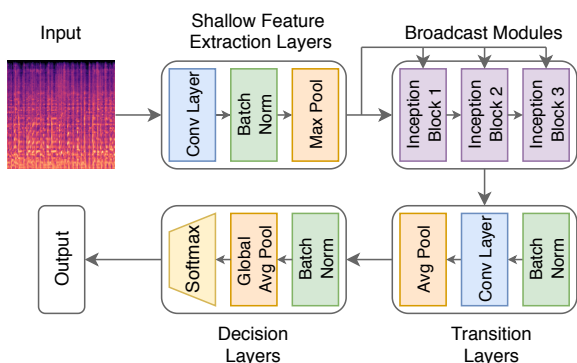 Input
Shallow Feature
Extraction Layers
Broadcast Modules
Conv Layer
Batch
Norm
Max Pool
Inception
Block 1
Inception
Block 2
Inception
Block 3
Output
Softmax
Global
Avg Pool
Batch
Norm
Avg Pool
Conv Layer
Batch
Norm
Decision
Layers
Transition
Layers